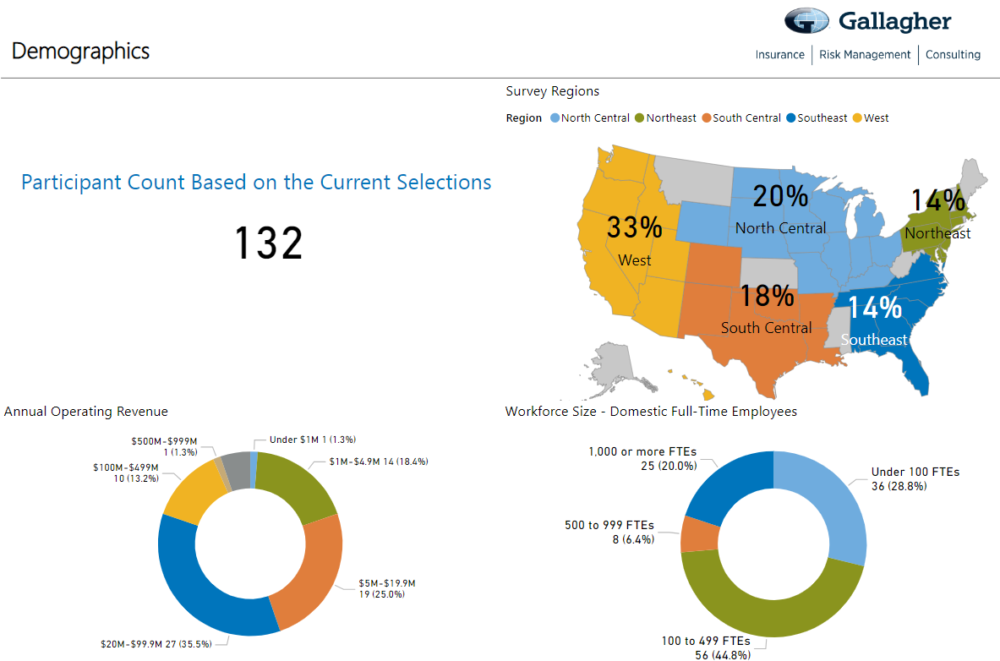 Gallagher
Insurance | Risk Management | Consulting
Demographics
Participant Count Based on the Current Selections
132
Survey Regions
Region North Central Northeast South Central Southeast West
33%
West
20%
North Central
14%
Northeast
18%
South Central
14%
Southeast
Annual Operating Revenue
Under $1M 1 (1.3%)
$1M-$4.9M 14 (18.4%)
$5M-$19.9M
19 (25.0%)
$20M-$99.9M 27 (35.5%)
$100M-$499M
10 (13.2%)
$500M-$999M
1 (1.3%)
Workforce Size - Domestic Full-Time Employees
Under 100 FTEs
36 (28.8%)
100 to 499 FTEs
56 (44.8%)
500 to 999 FTEs
8 (6.4%)
1,000 or more FTEs
25 (20.0%)